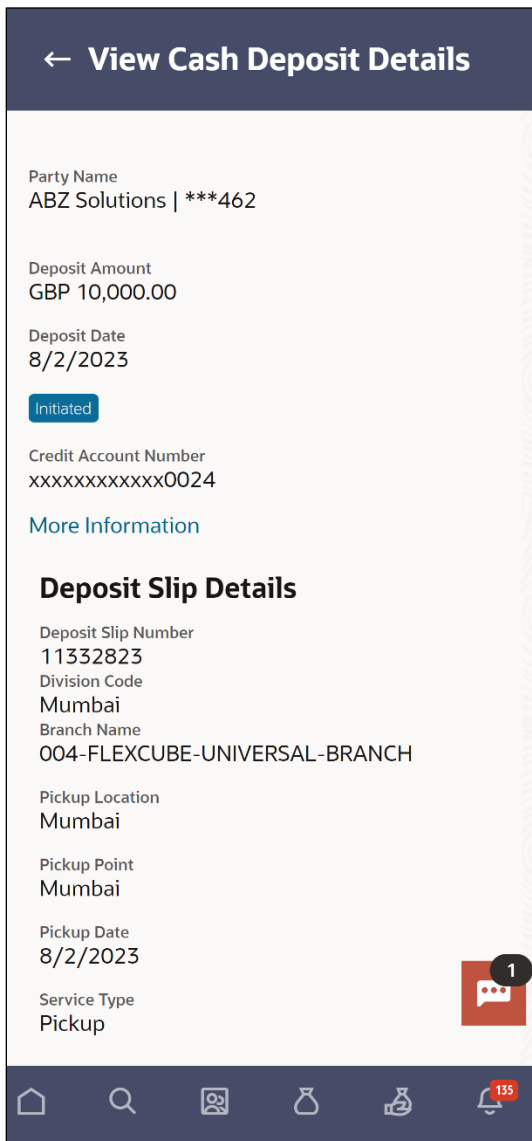 ← View Cash Deposit Details
Party Name
ABZ Solutions | ***462
Deposit Amount
GBP 10,000.00
Deposit Date
8/2/2023
Initiated
Credit Account Number
xxxxxxxxxxxx0024
More Information
Deposit Slip Details
Deposit Slip Number
11332823
Division Code
Mumbai
Branch Name
004-FLEXCUBE-UNIVERSAL-BRANCH
Pickup Location
Mumbai
Pickup Point
Mumbai
Pickup Date
8/2/2023
1
Service Type
Pickup
135